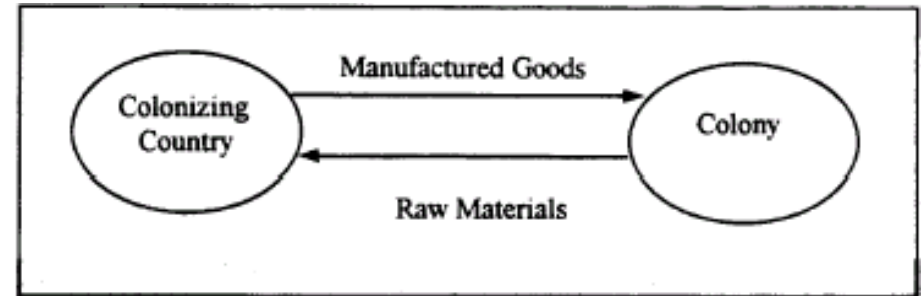 Manufactured Goods
Colonizing
Country
Colony
Raw Materials